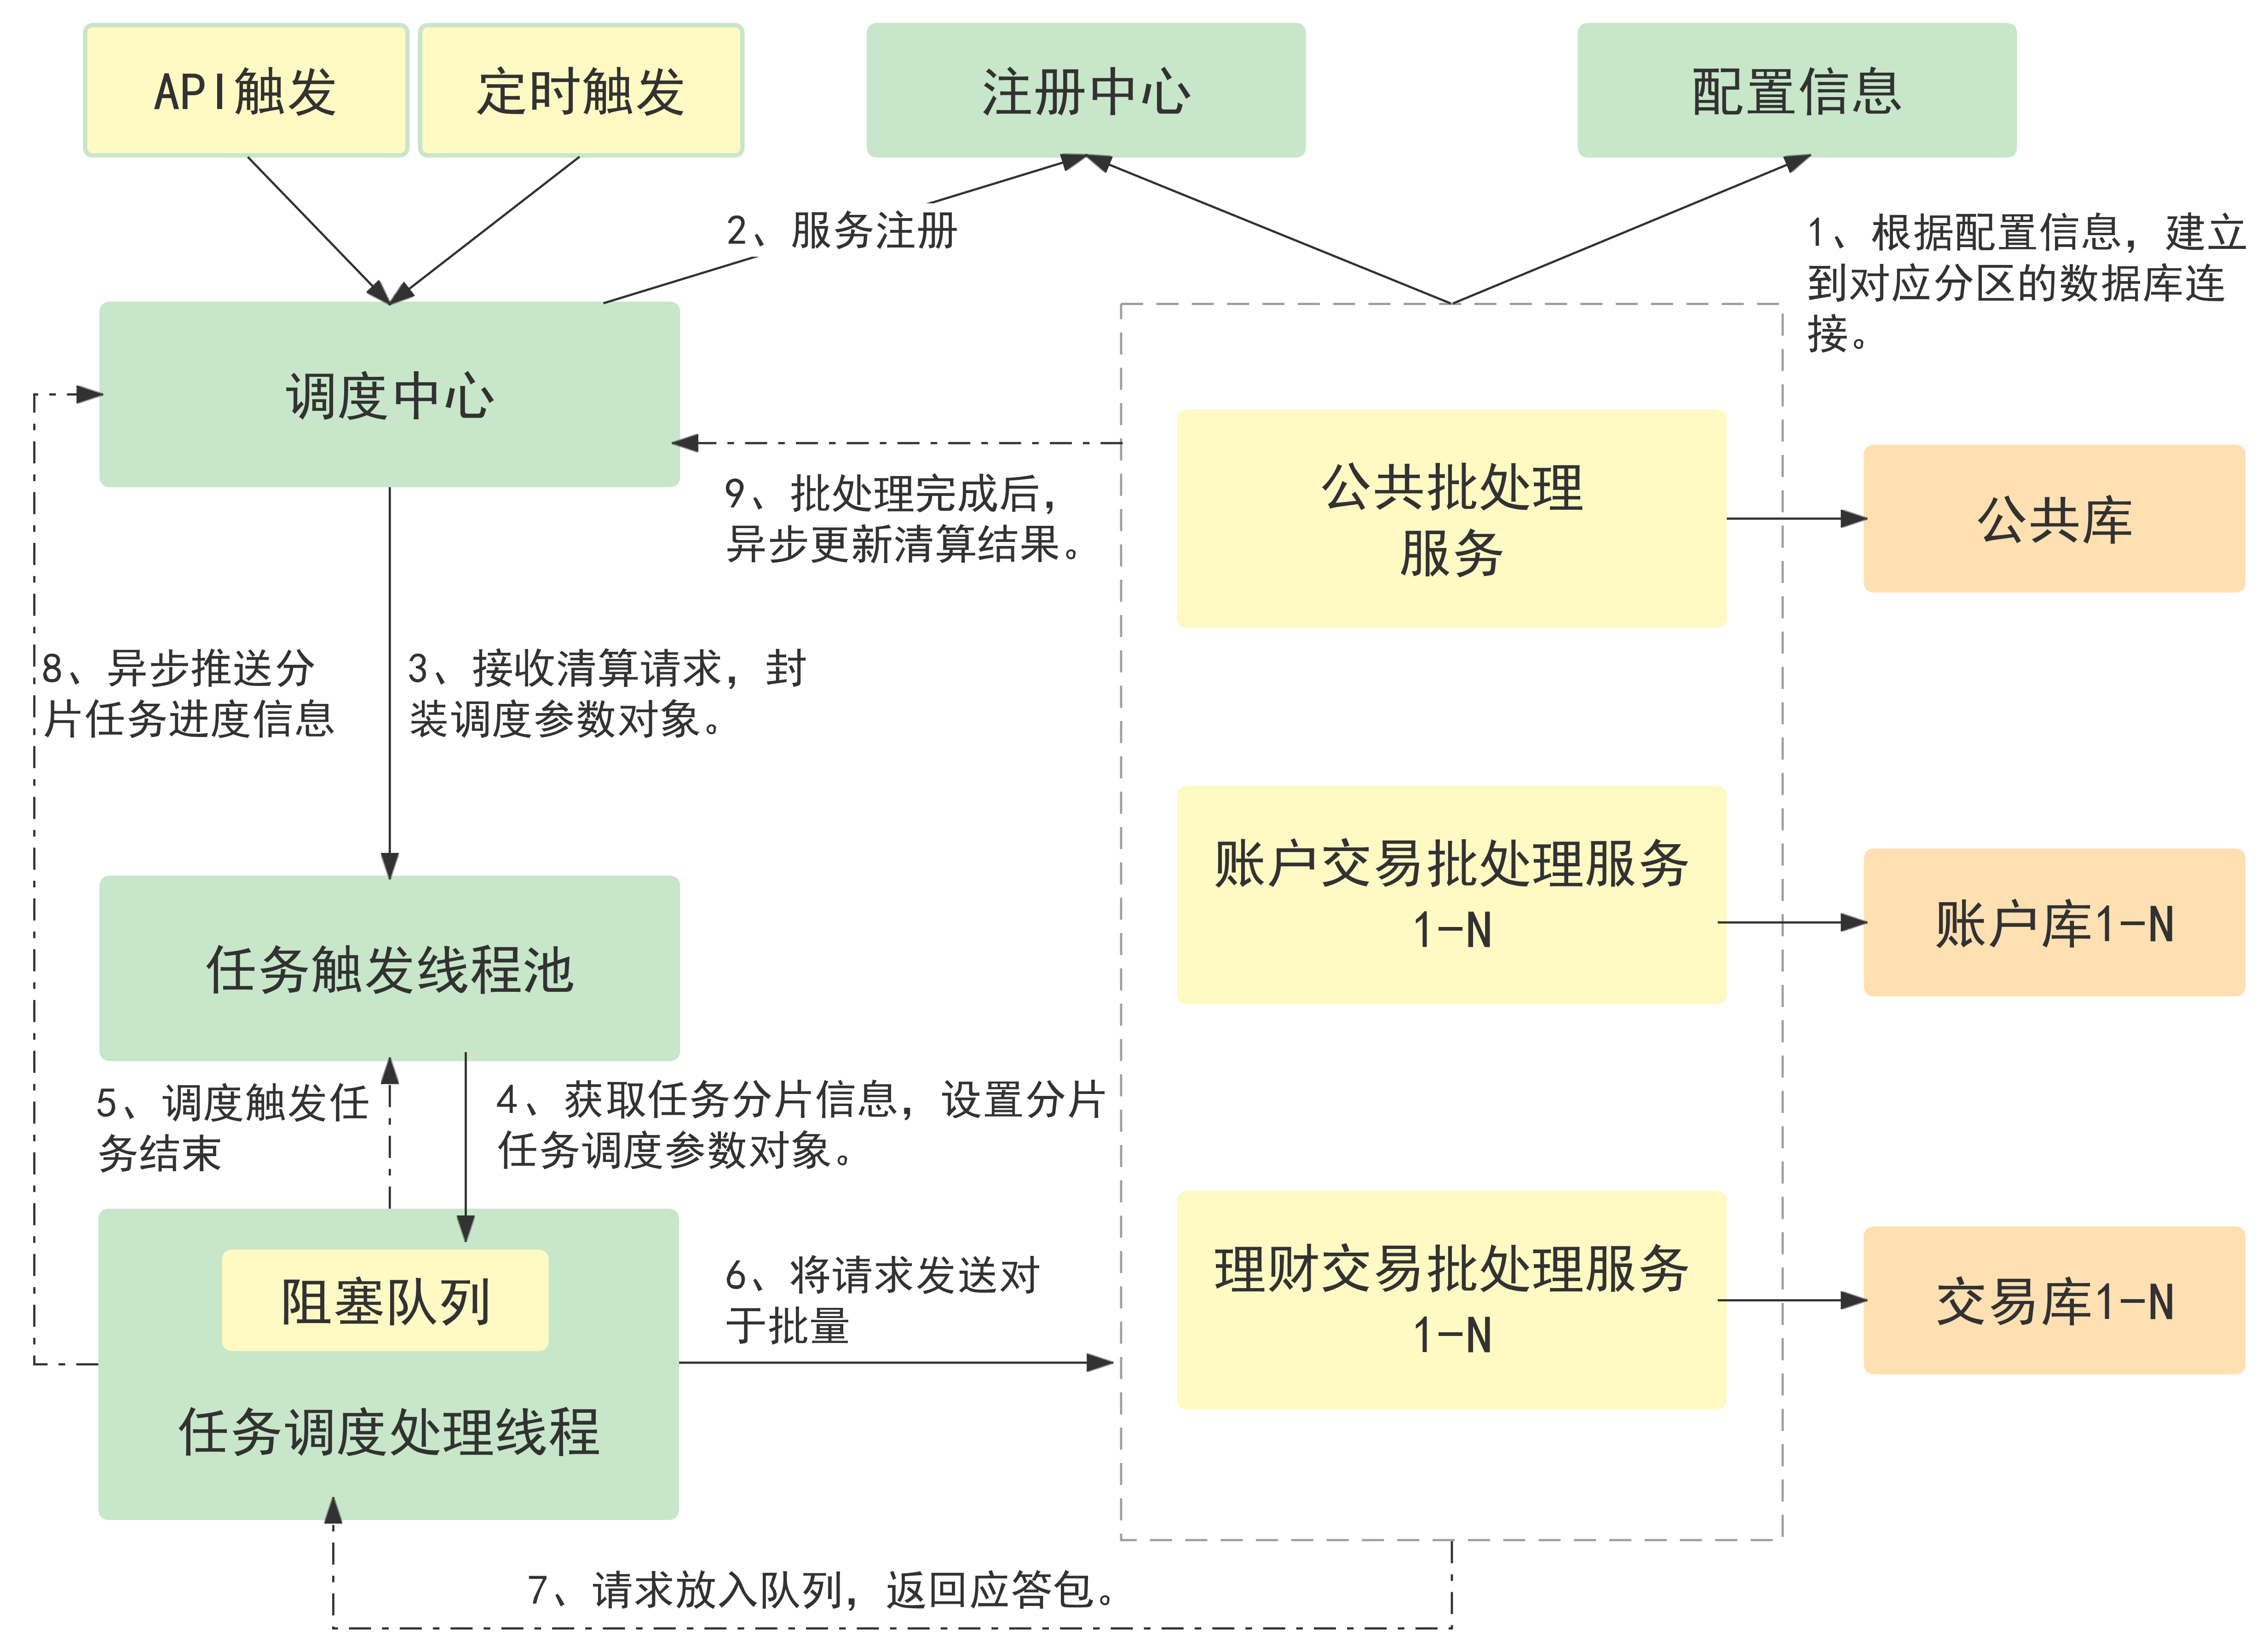 API触发
定时触发
注册中心
配置信息
2、服务注册
1、根据配置信息，建立
到对应分区的数据库连
接。
调度中心
9、批处理完成后，
异步更新清算结果。
公共批处理
服务
公共库
8、异步推送分
片任务进度信息
3、接收清算请求，封
装调度参数对象。
账户交易批处理服务
1-N
账户库1-N
任务触发线程池
5、调度触发任
务结束
4、获取任务分片信息，设置分片
任务调度参数对象。
阻塞队列
任务调度处理线程
6、将请求发送对
于批量
理财交易批处理服务
1-N
交易库1-N
7、请求放入队列，返回应答包。